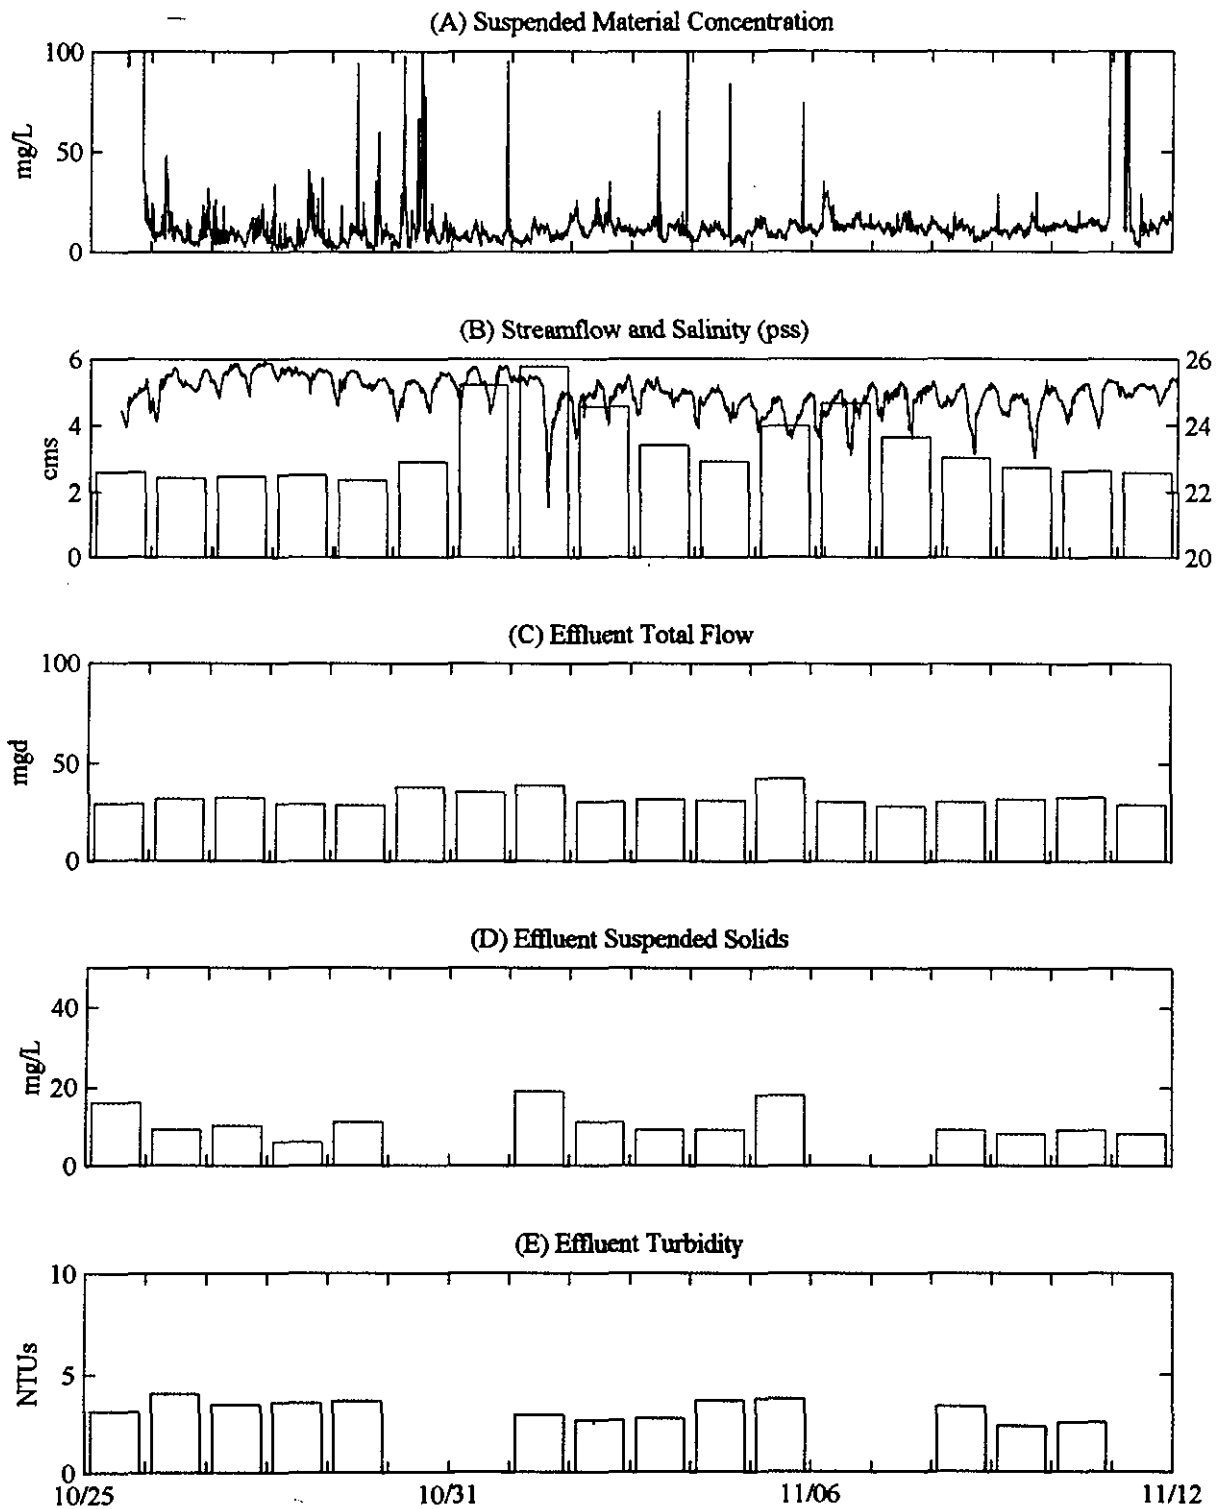 (A) Suspended Material Concentration
100
50
0
mg/L
(B) Streamflow and Salinity (pss)
6
4
2
0
cms
26
24
22
20
(C) Effluent Total Flow
100
50
0
mgd
(D) Effluent Suspended Solids
40
20
0
mg/L
(E) Effluent Turbidity
10
5
0
NTUs
10/25 10/31 11/06 11/12